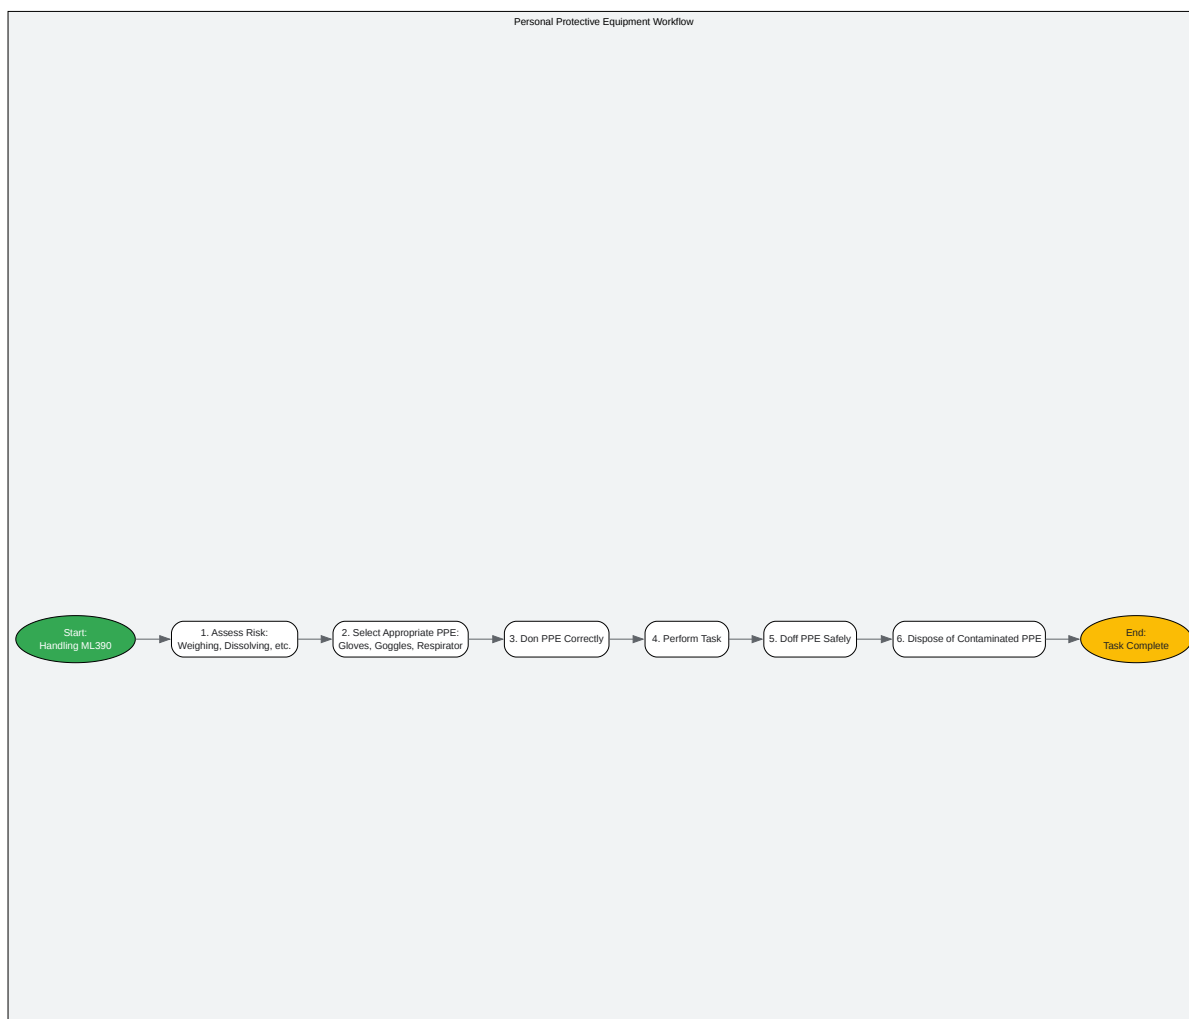 Personal Protective Equipment Workflow
Start:
Handling ML390
1. Assess Risk:
Weighing, Dissolving, etc.
2. Select Appropriate PPE:
Gloves, Goggles, Respirator
3. Don PPE Correctly
4. Perform Task
5. Doff PPE Safely
6. Dispose of Contaminated PPE
End:
Task Complete